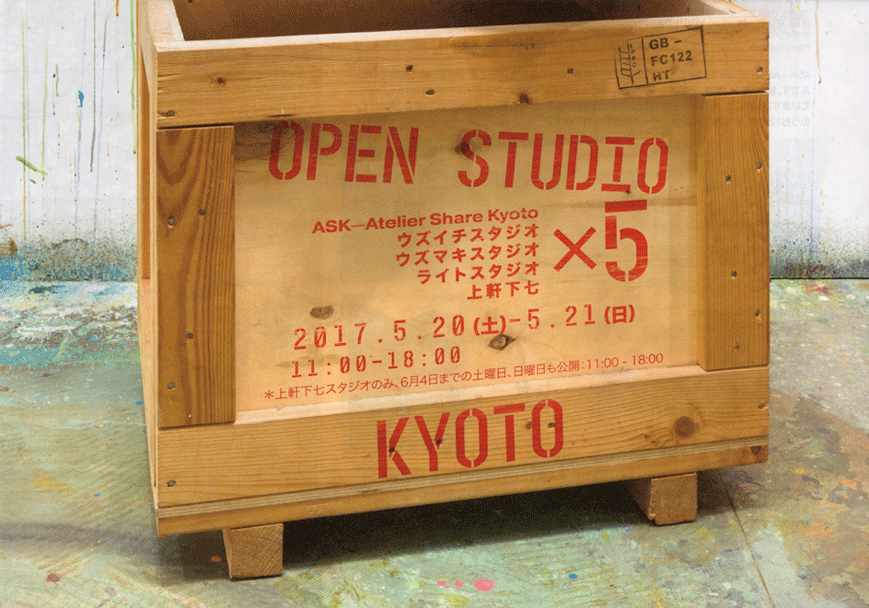 GB -
FC122
HT
OPEN STUDIO
×5
ASK—Atelier Share Kyoto
ウズイチスタジオ
ウズマキスタジオ
ライトスタジオ
上軒下七
2017.5.20(土)-5.21(日)
11:00-18:00
＊上軒下七スタジオのみ、6月4日までの土曜日、日曜日も公開：11:00 - 18:00
KYOTO